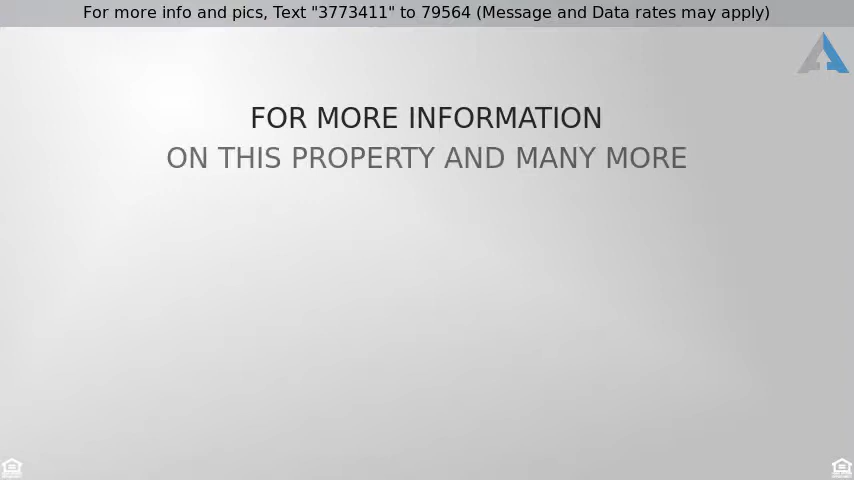 For more info and pics, Text "3773411" to 79564 (Message and Data rates may apply)
FOR MORE INFORMATION
ON THIS PROPERTY AND MANY MORE